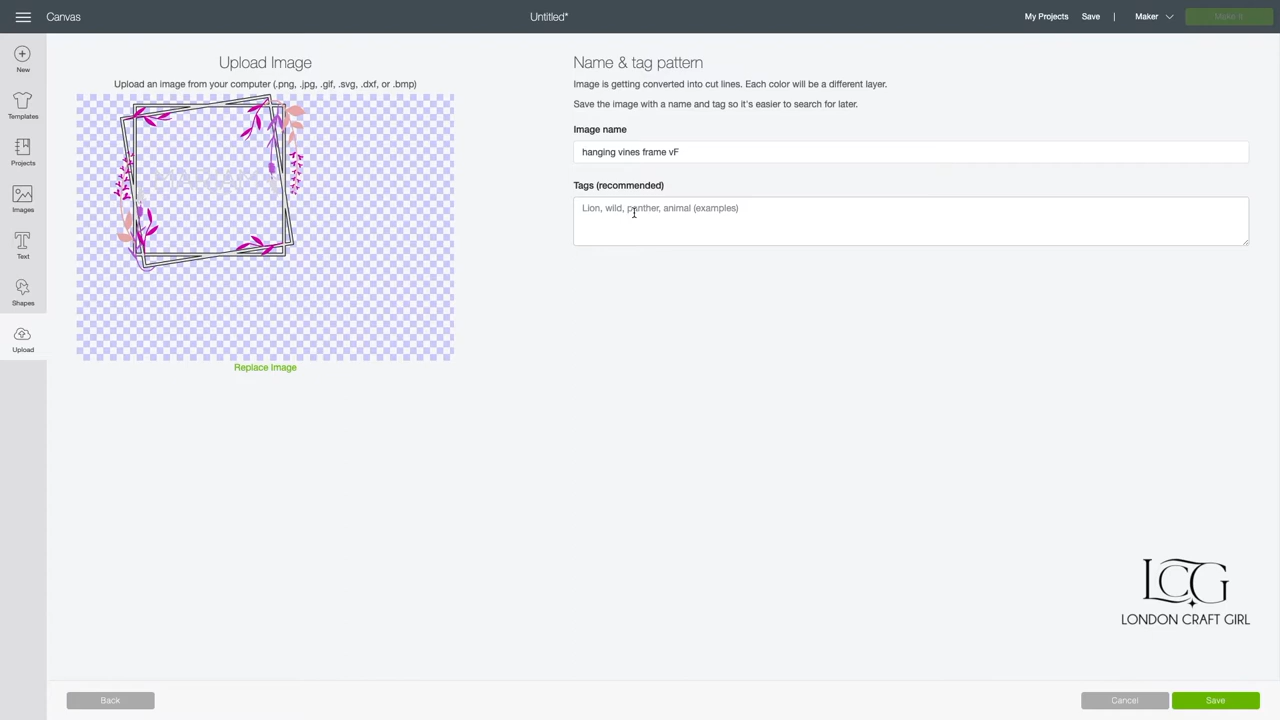 Canvas
Untitled*
My Projects
Save
|
Maker
Make It
New
Templates
Projects
Images
Text
Shapes
Upload
Upload Image
Upload an image from your computer (.png, .jpg, .gif, .svg, .dxf, or .bmp)
Replace Image
Name & tag pattern
Image is getting converted into cut lines. Each color will be a different layer.
Save the image with a name and tag so it's easier to search for later.
Image name
hanging vines frame vF
Tags (recommended)
Lion, wild, panther, animal (examples)
LCG
LONDON CRAFT GIRL
Back
Cancel
Save